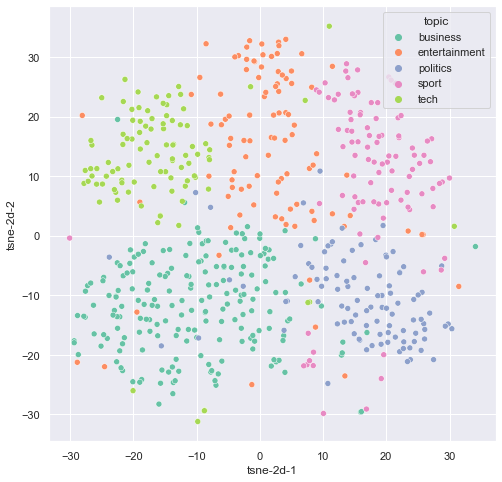 topic
business
entertainment
politics
sport
tech
30
20
10
0
−10
−20
−30
tsne-2d-2
−30
−20
−10
0
10
20
30
tsne-2d-1